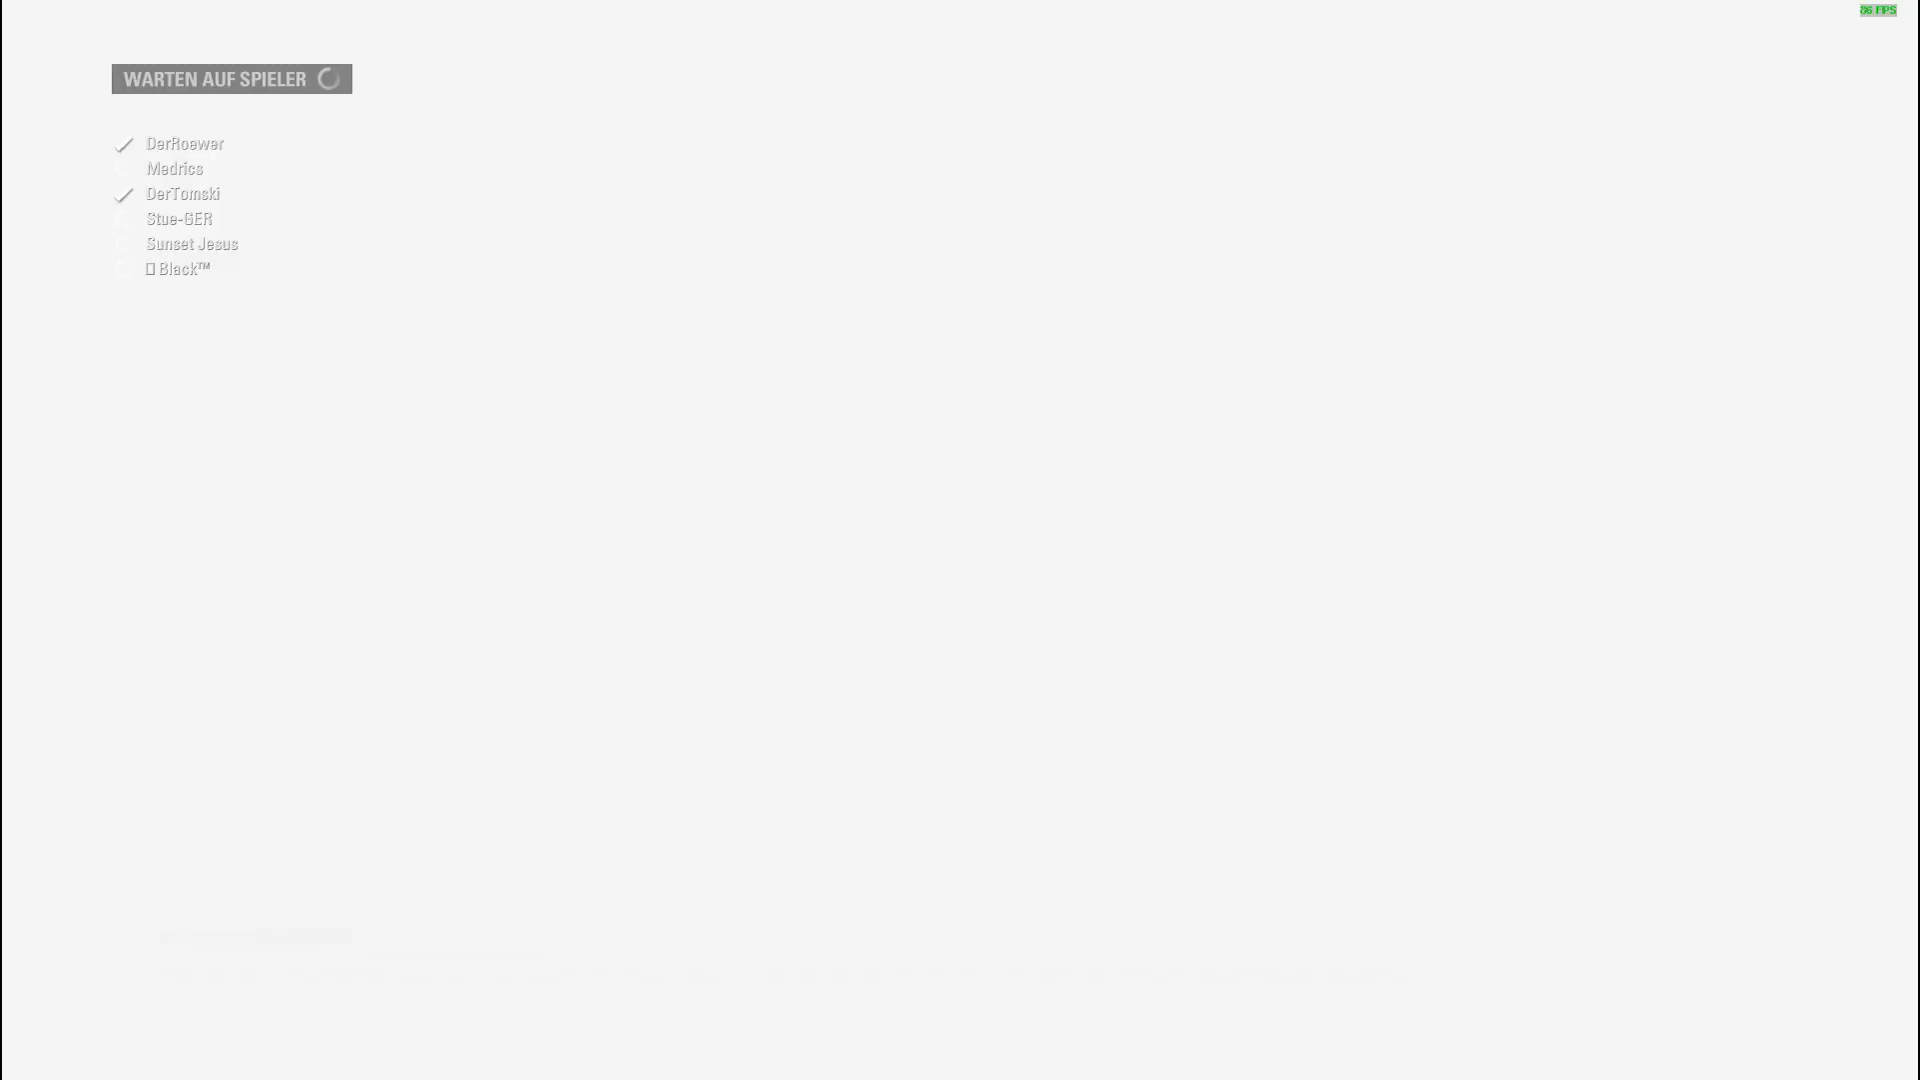 86 FPS
WARTEN AUF SPIELER
DerRoewer
Medrics
DerTomski
Stue-GER
Sunset Jesus
Black™